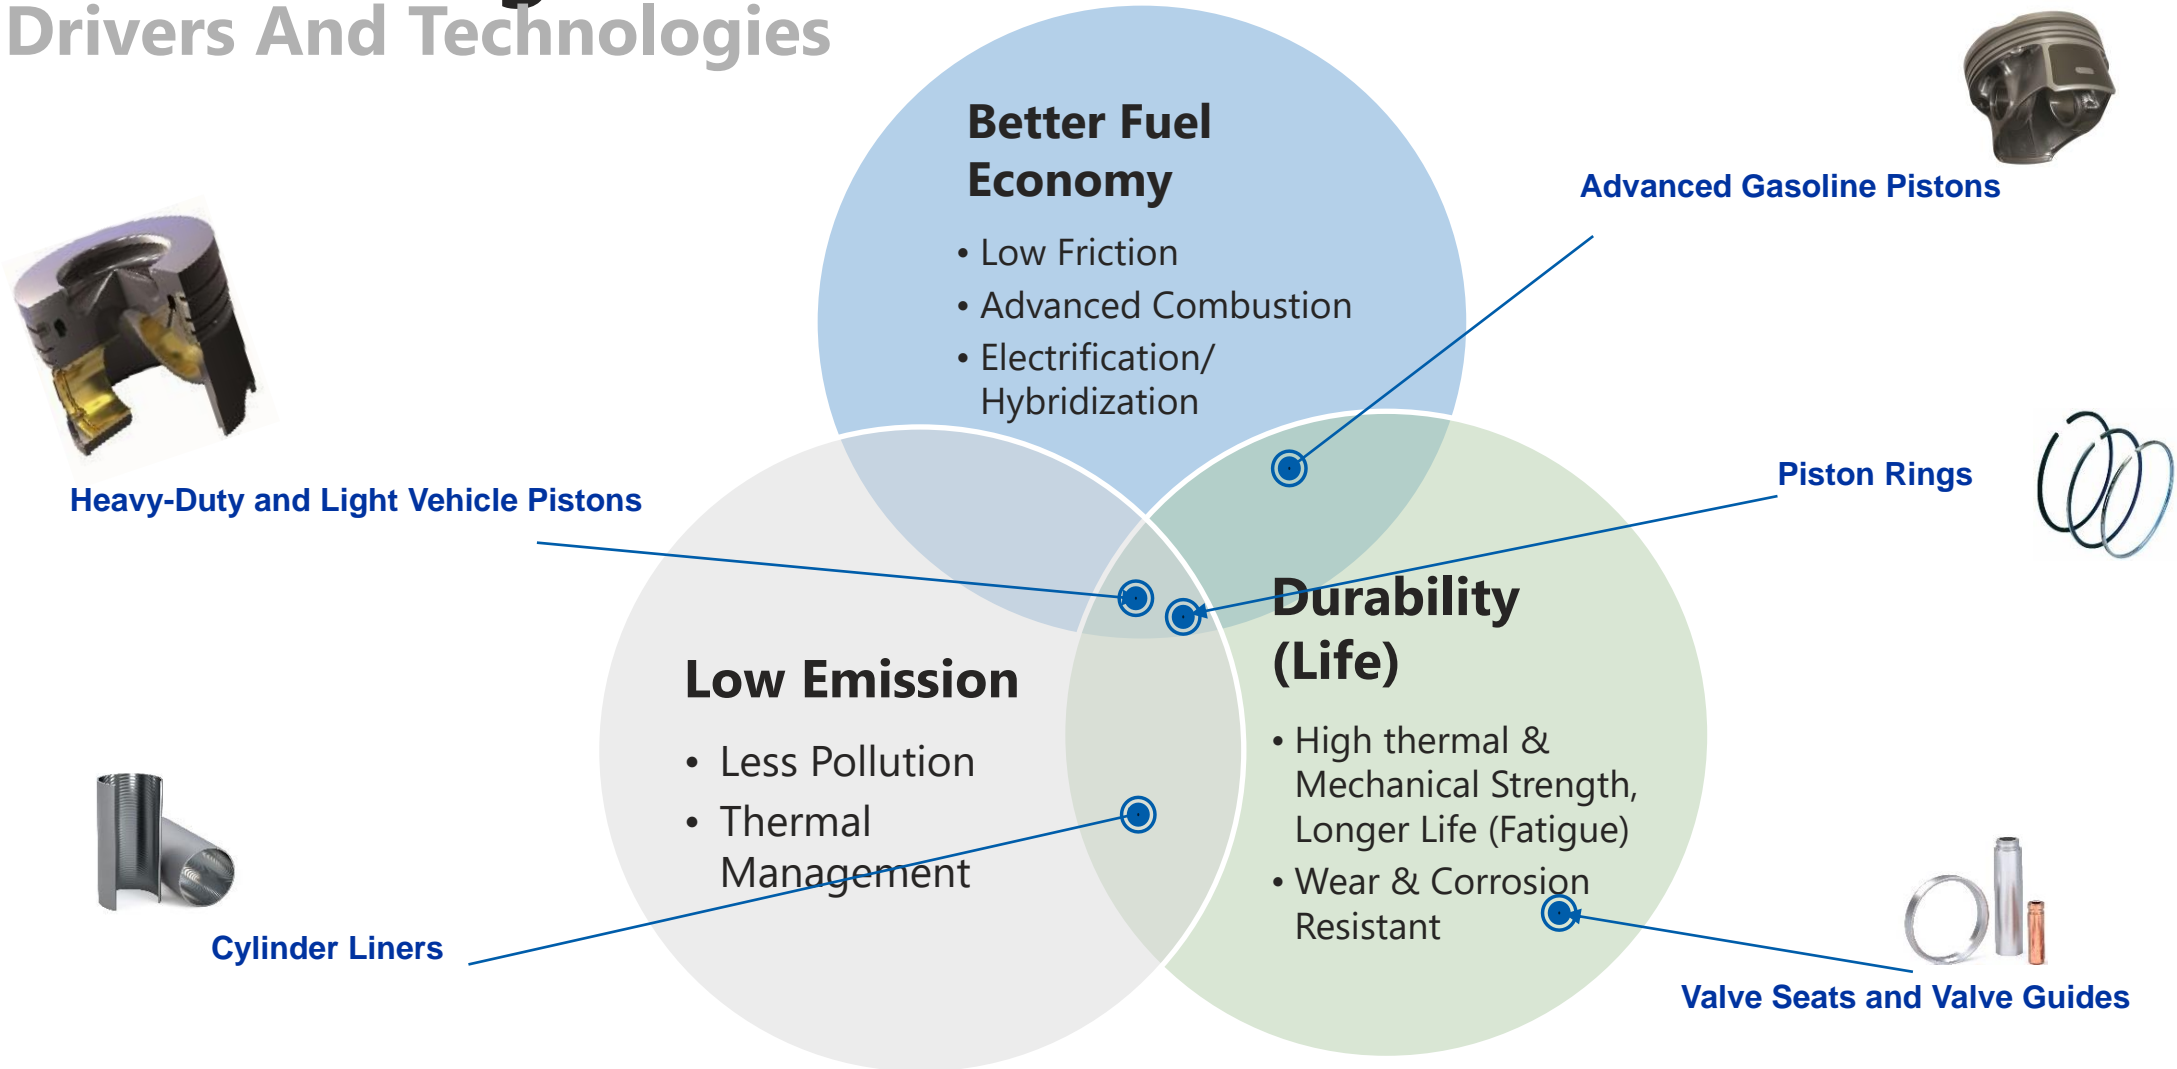 Drivers And Technologies
Better Fuel
Economy
• Low Friction
• Advanced Combustion
• Electrification/
Hybridization
Advanced Gasoline Pistons
Heavy-Duty and Light Vehicle Pistons
Piston Rings
Durability
(Life)
• High thermal &
Mechanical Strength,
Longer Life (Fatigue)
• Wear & Corrosion
Resistant
Low Emission
• Less Pollution
• Thermal
Management
Cylinder Liners
Valve Seats and Valve Guides